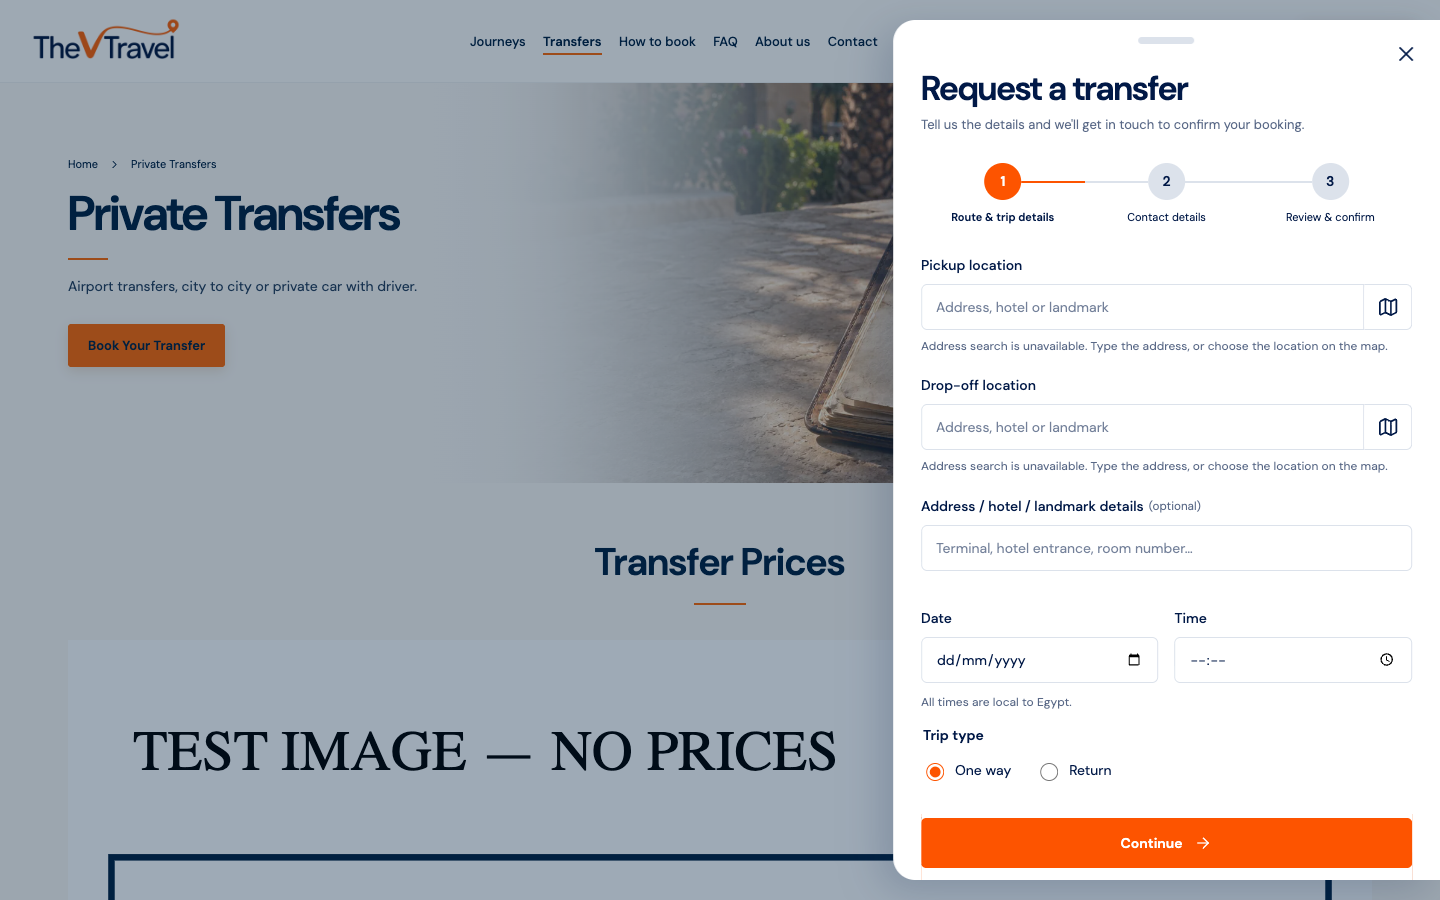 TheVTravel
Journeys Transfers How to book FAQ About us Contact
Home > Private Transfers
Private Transfers
Airport transfers, city to city or private car with driver.
Book Your Transfer
Transfer Prices
TEST IMAGE — NO PRICES
Request a transfer
Tell us the details and we'll get in touch to confirm your booking.
1 2 3
Route & trip details Contact details Review & confirm
Pickup location
Address, hotel or landmark
Address search is unavailable. Type the address, or choose the location on the map.
Drop-off location
Address, hotel or landmark
Address search is unavailable. Type the address, or choose the location on the map.
Address / hotel / landmark details (optional)
Terminal, hotel entrance, room number...
Date Time
dd/mm/yyyy --:--
All times are local to Egypt.
Trip type
One way Return
Continue →